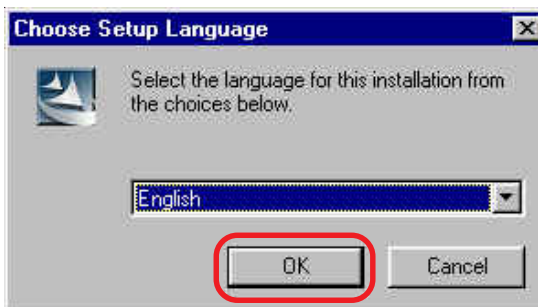 Choose Setup Language
Select the language for this installation from
the choices below.
English
OK
Cancel